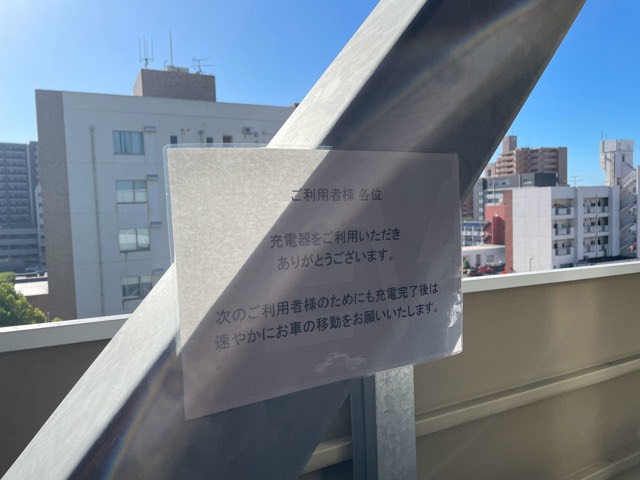 ご利用者様 各位
充電器をご利用いただき
ありがとうございます。
次のご利用者様のためにも充電完了後は
速やかにお車の移動をお願いいたします。